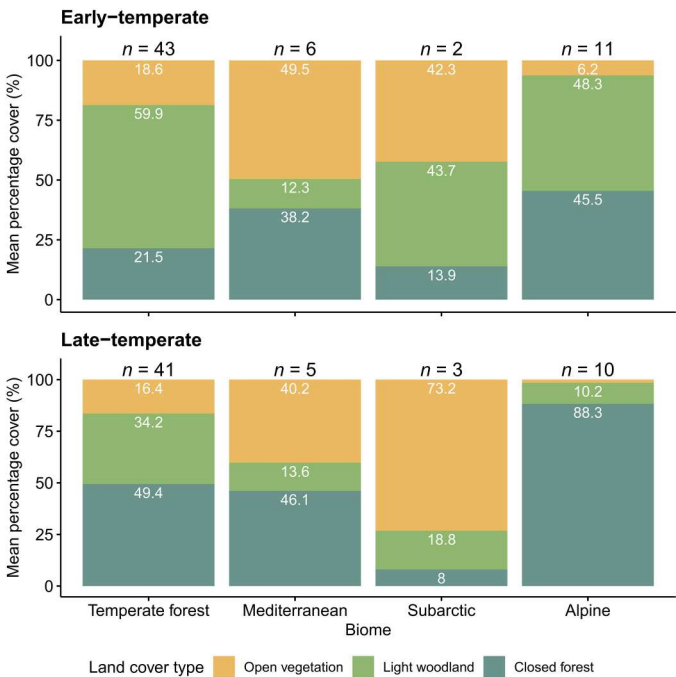 Early−temperate
n = 43 n = 6 n = 2 n = 11
100
75
50
25
0
Mean percentage cover (%)
18.6 49.5 42.3 6.2
59.9 12.3 43.7 48.3
21.5 38.2 13.9 45.5
Late−temperate
n = 41 n = 5 n = 3 n = 10
100
75
50
25
0
Mean percentage cover (%)
16.4 40.2 73.2
34.2 13.6 18.8 10.2
49.4 46.1 8 88.3
Temperate forest Mediterranean Subarctic Alpine
Biome
Land cover type Open vegetation Light woodland Closed forest